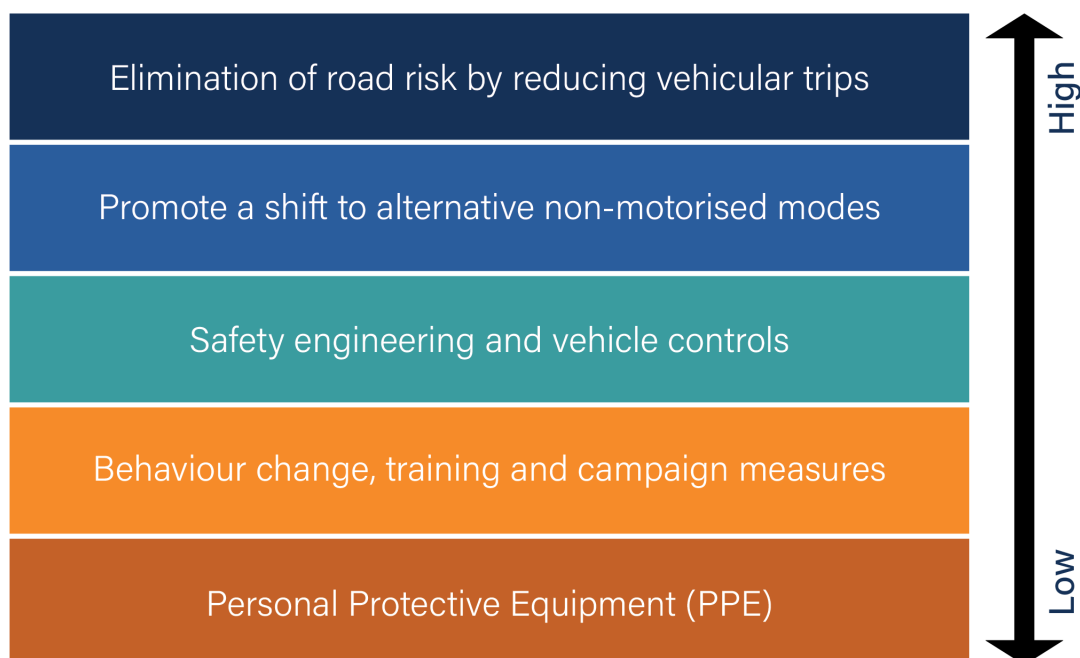 Elimination of road risk by reducing vehicular trips
High
Promote a shift to alternative non-motorised modes
Safety engineering and vehicle controls
Behaviour change, training and campaign measures
Low
Personal Protective Equipment (PPE)